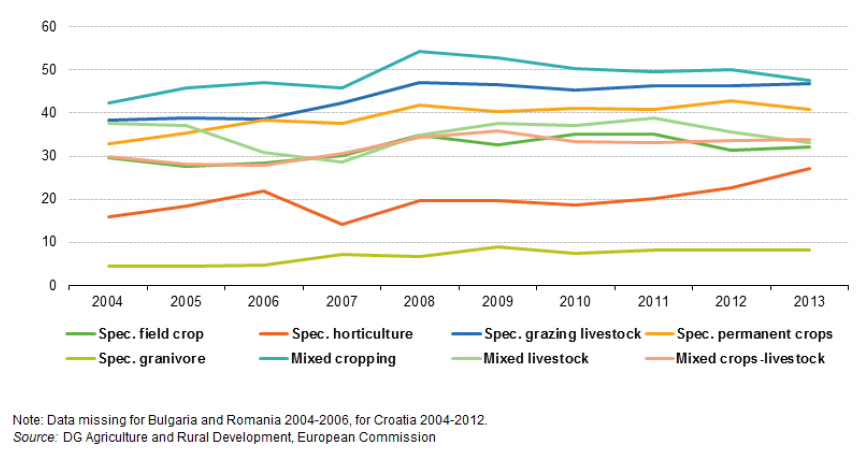 60
50
40
30
20
10
0
2004 2005 2006 2007 2008 2009 2010 2011 2012 2013
Spec. field crop Spec. horticulture Spec. grazing livestock Spec. permanent crops
Spec. granivore Mixed cropping Mixed livestock Mixed crops-livestock
Note: Data missing for Bulgaria and Romania 2004-2006, for Croatia 2004-2012.
Source: DG Agriculture and Rural Development, European Commission